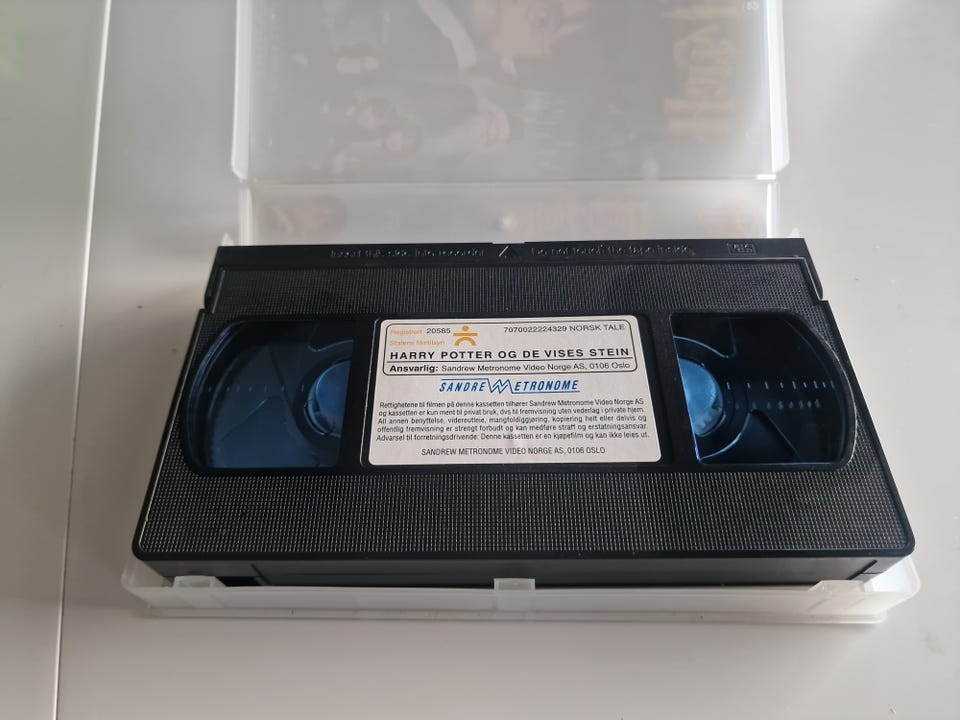 Insert this side into recorder Do not touch the tape inside VHS
Registrert 20585 7070022224329 NORSK TALE
Statens filmtilsyn
HARRY POTTER OG DE VISES STEIN
Ansvarlig: Sandrew Metronome Video Norge AS, 0106 Oslo
SANDREW METRONOME
Rettighetene til filmen på denne kassetten tilhører Sandrew Metronome Video Norge AS
og kassetten er kun ment til privat bruk, dvs til fremvisning uten vederlag i private hjem.
All annen benyttelse, videreutleie, mangfoldiggjøring, kopiering helt eller delvis og
offentlig fremvisning er strengt forbudt og kan medføre straff og erstatningsansvar.
Advarsel til forretningsdrivende: Denne kassetten er en kjøpefilm og kan ikke leies ut.
SANDREW METRONOME VIDEO NORGE AS, 0106 OSLO